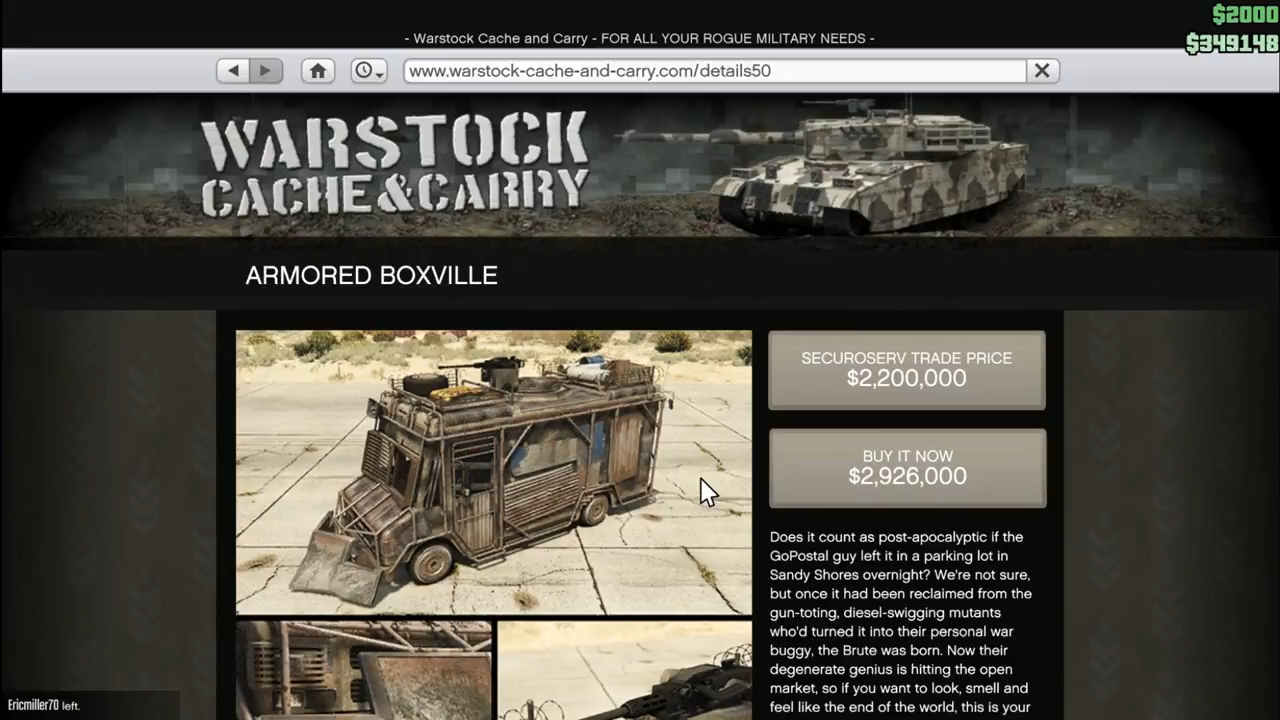 $2000
$349148
- Warstock Cache and Carry - FOR ALL YOUR ROGUE MILITARY NEEDS -
www.warstock-cache-and-carry.com/details50
WARSTOCK
CACHE&CARRY
ARMORED BOXVILLE
SECUROSERV TRADE PRICE
$2,200,000
BUY IT NOW
$2,926,000
Does it count as post-apocalyptic if the
GoPostal guy left it in a parking lot in
Sandy Shores overnight? We're not sure,
but once it had been reclaimed from the
gun-toting, diesel-swigging mutants
who'd turned it into their personal war
buggy, the Brute was born. Now their
degenerate genius is hitting the open
market, so if you want to look, smell and
feel like the end of the world, this is your
Ericmiller70 left.